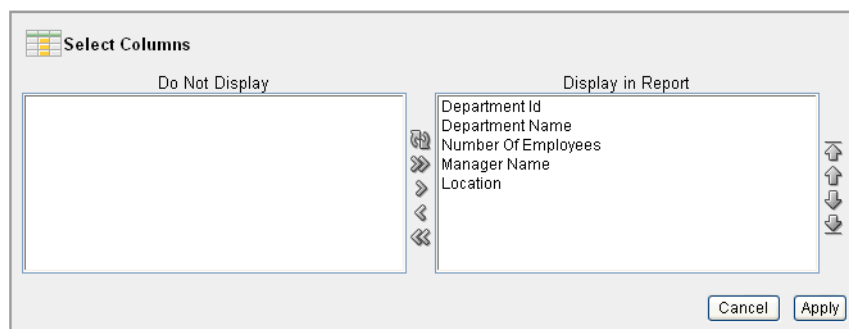 Select Columns
Do Not Display
Display in Report
Department Id
Department Name
Number Of Employees
Manager Name
Location
Cancel
Apply